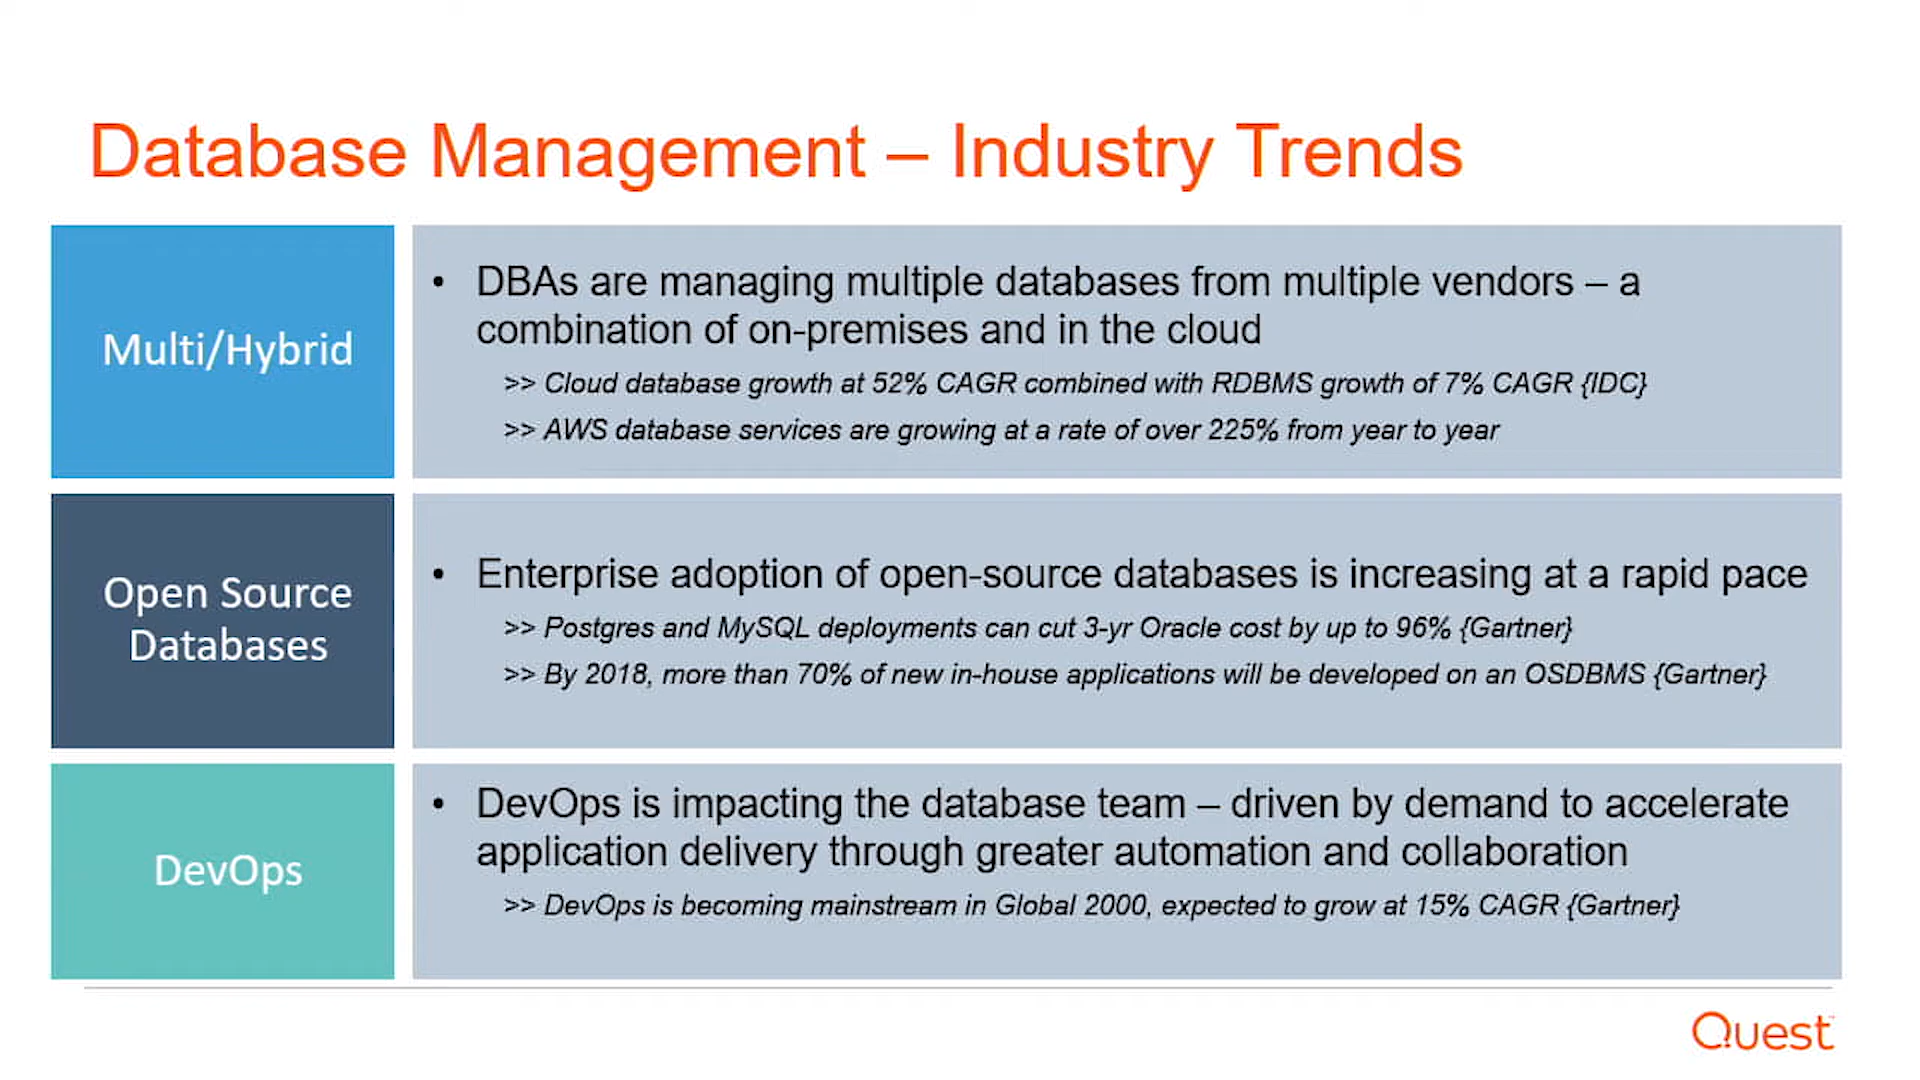 Database Management – Industry Trends
Multi/Hybrid
• DBAs are managing multiple databases from multiple vendors – a
combination of on-premises and in the cloud
>> Cloud database growth at 52% CAGR combined with RDBMS growth of 7% CAGR {IDC}
>> AWS database services are growing at a rate of over 225% from year to year
Open Source
Databases
• Enterprise adoption of open-source databases is increasing at a rapid pace
>> Postgres and MySQL deployments can cut 3-yr Oracle cost by up to 96% {Gartner}
>> By 2018, more than 70% of new in-house applications will be developed on an OSDBMS {Gartner}
DevOps
• DevOps is impacting the database team – driven by demand to accelerate
application delivery through greater automation and collaboration
>> DevOps is becoming mainstream in Global 2000, expected to grow at 15% CAGR {Gartner}
Quest